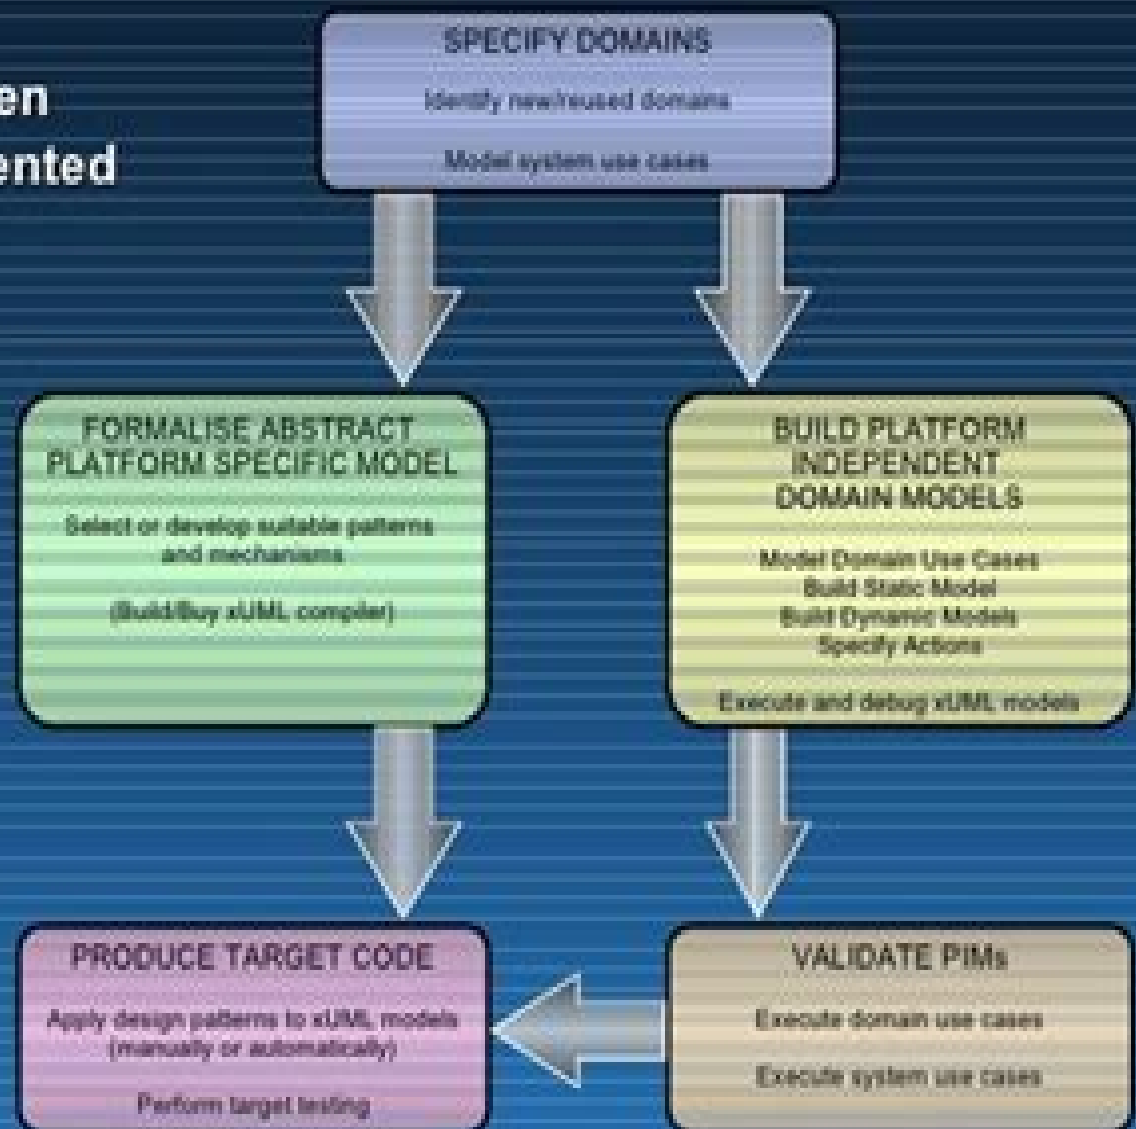 en
ented
SPECIFY DOMAINS
Identify new/reused domains
Model system use cases
FORMALISE ABSTRACT
PLATFORM SPECIFIC MODEL
Select or develop suitable patterns
and mechanisms
(Build/Buy xUML compiler)
BUILD PLATFORM
INDEPENDENT
DOMAIN MODELS
Model Domain Use Cases
Build Static Model
Build Dynamic Models
Specify Actions
Execute and debug xUML models
PRODUCE TARGET CODE
Apply design patterns to xUML models
(manually or automatically)
Perform target testing
VALIDATE PIMs
Execute domain use cases
Execute system use cases